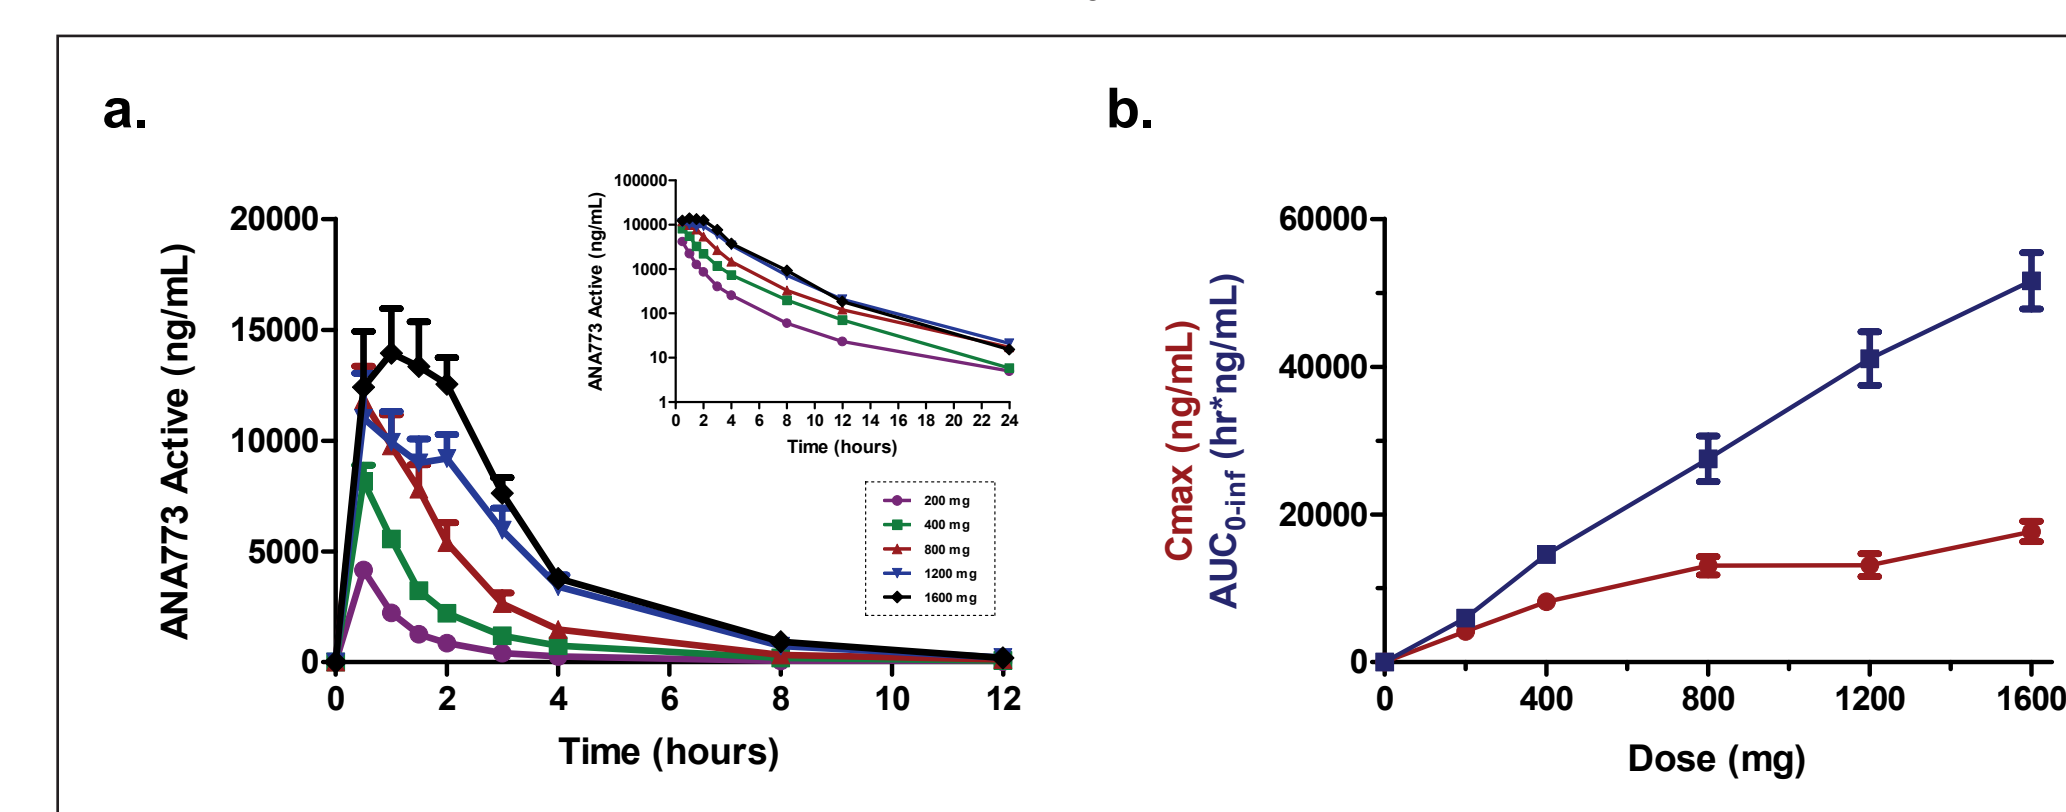 a.
ANA773 Active (ng/mL)
20000
15000
10000
5000
0
0 2 4 6 8 10 12
Time (hours)
ANA773 Active (ng/mL)
100000
10000
1000
100
10
1
0 2 4 6 8 10 12 14 16 18 20 22 24
Time (hours)
200 mg
400 mg
800 mg
1200 mg
1600 mg
b.
Cmax (ng/mL)
AUC0-inf (hr*ng/mL)
60000
40000
20000
0
0 400 800 1200 1600
Dose (mg)